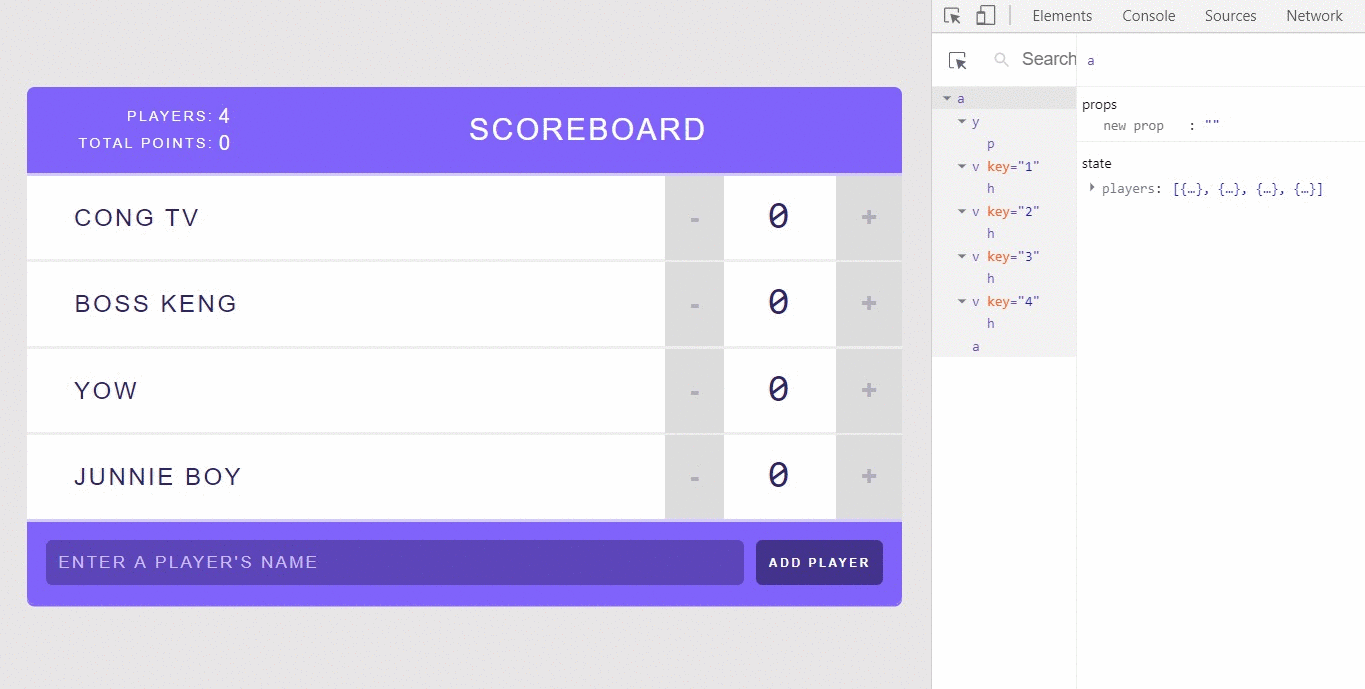 PLAYERS: 4
TOTAL POINTS: 0
SCOREBOARD
CONG TV - 0 +
BOSS KENG - 0 +
YOW - 0 +
JUNNIE BOY - 0 +
ENTER A PLAYER'S NAME
ADD PLAYER
Elements Console Sources Network
Search
a
y
p
v key="1"
h
v key="2"
h
v key="3"
h
v key="4"
h
a
a
props
new prop : ""
state
players: [{…}, {…}, {…}, {…}]